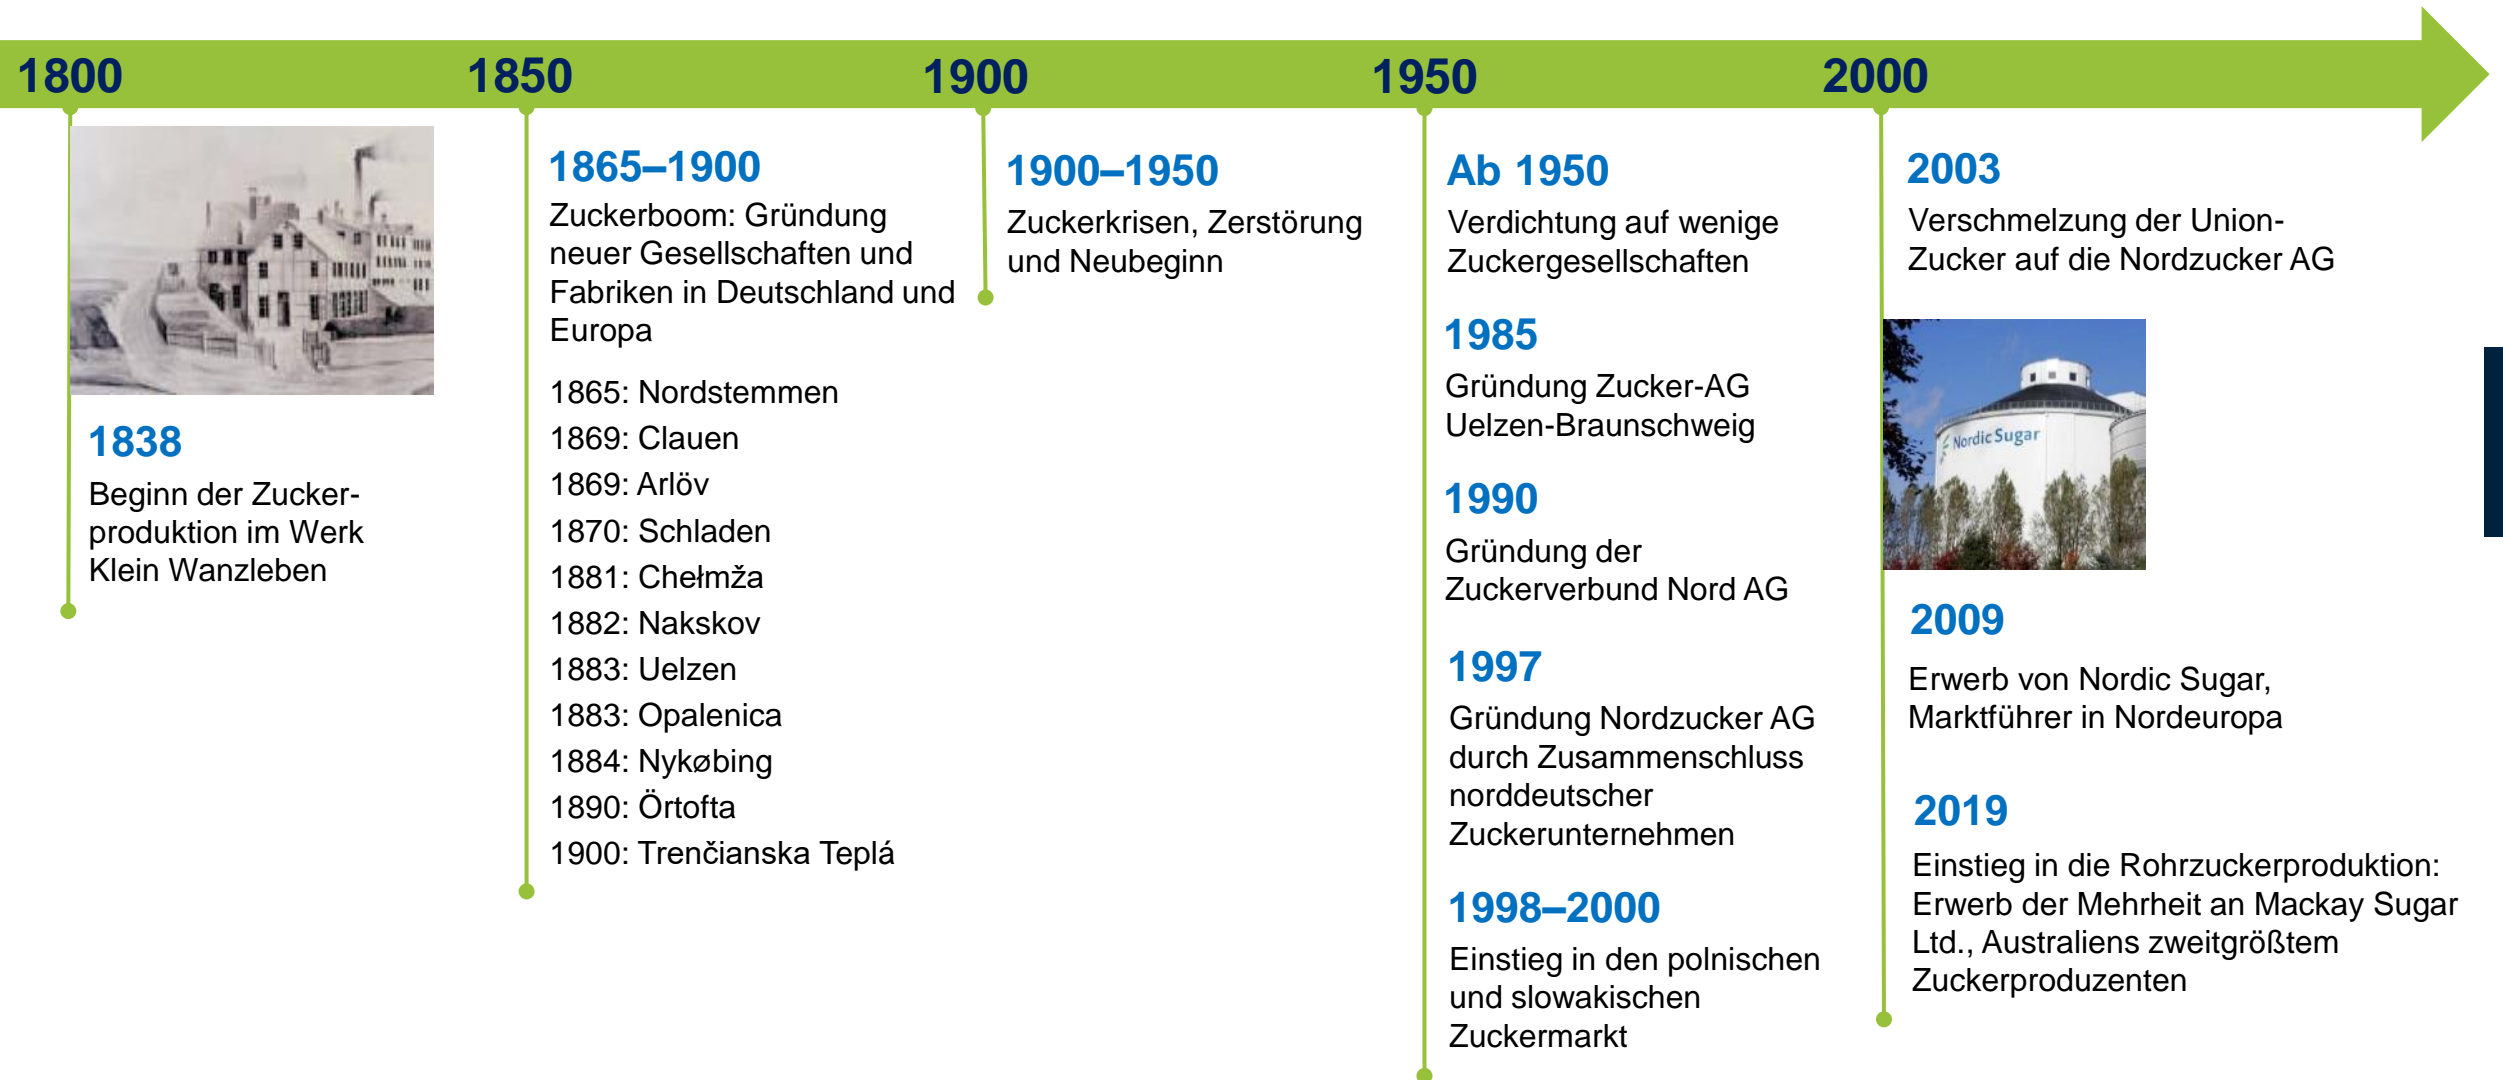 1800
1850
1900
1950
2000
1838
Beginn der Zucker-
produktion im Werk
Klein Wanzleben
1865–1900
Zuckerboom: Gründung
neuer Gesellschaften und
Fabriken in Deutschland und
Europa
1865: Nordstemmen
1869: Clauen
1869: Arlöv
1870: Schladen
1881: Chełmža
1882: Nakskov
1883: Uelzen
1883: Opalenica
1884: Nykøbing
1890: Örtofta
1900: Trenčianska Teplá
1900–1950
Zuckerkrisen, Zerstörung
und Neubeginn
Ab 1950
Verdichtung auf wenige
Zuckergesellschaften
1985
Gründung Zucker-AG
Uelzen-Braunschweig
1990
Gründung der
Zuckerverbund Nord AG
1997
Gründung Nordzucker AG
durch Zusammenschluss
norddeutscher
Zuckerunternehmen
1998–2000
Einstieg in den polnischen
und slowakischen
Zuckermarkt
2003
Verschmelzung der Union-
Zucker auf die Nordzucker AG
Nordic Sugar
2009
Erwerb von Nordic Sugar,
Marktführer in Nordeuropa
2019
Einstieg in die Rohrzuckerproduktion:
Erwerb der Mehrheit an Mackay Sugar
Ltd., Australiens zweitgrößtem
Zuckerproduzenten